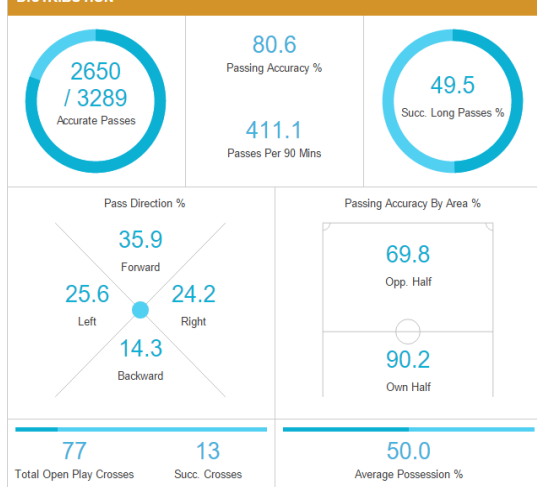 DISTRIBUTION
2650
/ 3289
Accurate Passes
80.6
Passing Accuracy %
411.1
Passes Per 90 Mins
49.5
Succ. Long Passes %
Pass Direction %
35.9
Forward
25.6
Left
24.2
Right
14.3
Backward
Passing Accuracy By Area %
69.8
Opp. Half
90.2
Own Half
77
Total Open Play Crosses
13
Succ. Crosses
50.0
Average Possession %